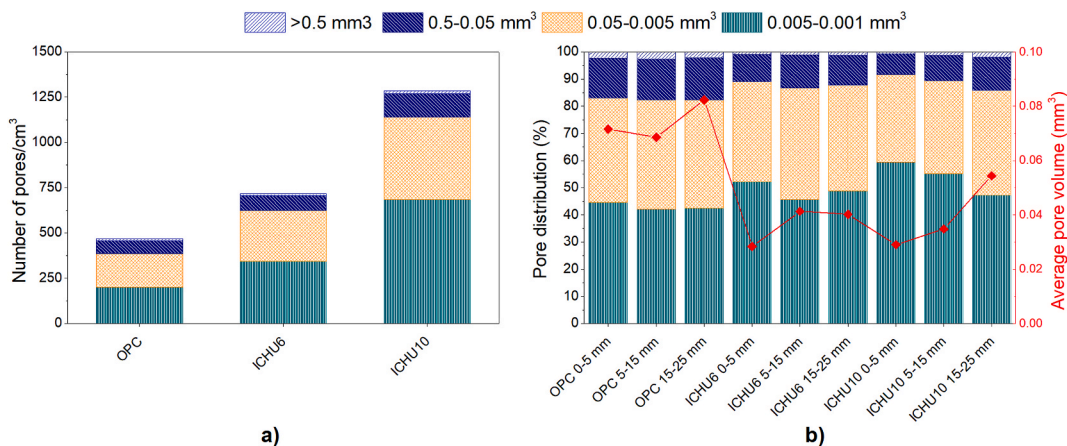 >0.5 mm3 0.5-0.05 mm³ 0.05-0.005 mm³ 0.005-0.001 mm³
Number of pores/cm³
1500
1250
1000
750
500
250
0
OPC
ICHU6
ICHU10
a)
Pore distribution (%)
100
90
80
70
60
50
40
30
20
10
0
OPC 0-5 mm
OPC 5-15 mm
OPC 15-25 mm
ICHU6 0-5 mm
ICHU6 5-15 mm
ICHU6 15-25 mm
ICHU10 0-5 mm
ICHU10 5-15 mm
ICHU10 15-25 mm
0.10
0.08
0.06
0.04
0.02
0.00
Average pore volume (mm³)
b)